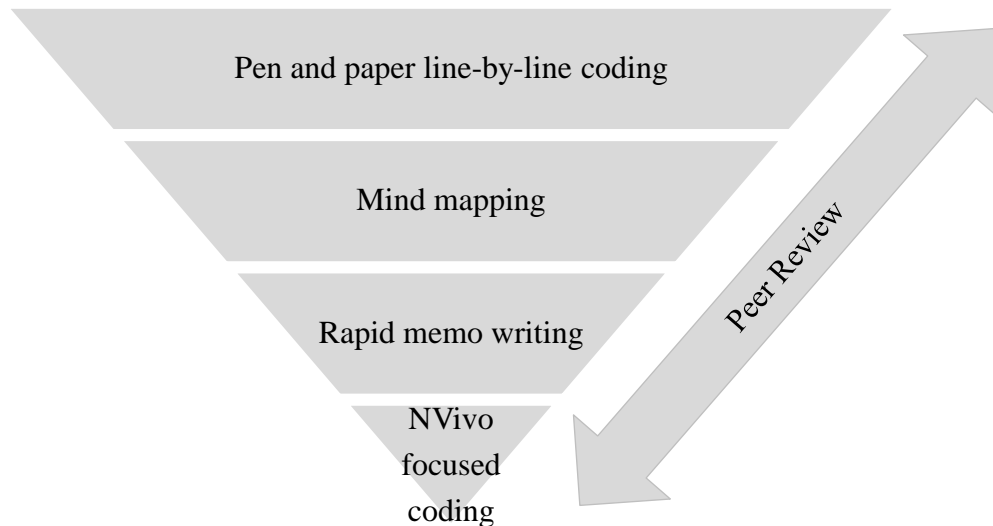 Pen and paper line-by-line coding
Mind mapping
Rapid memo writing
NVivo
focused
coding
Peer Review